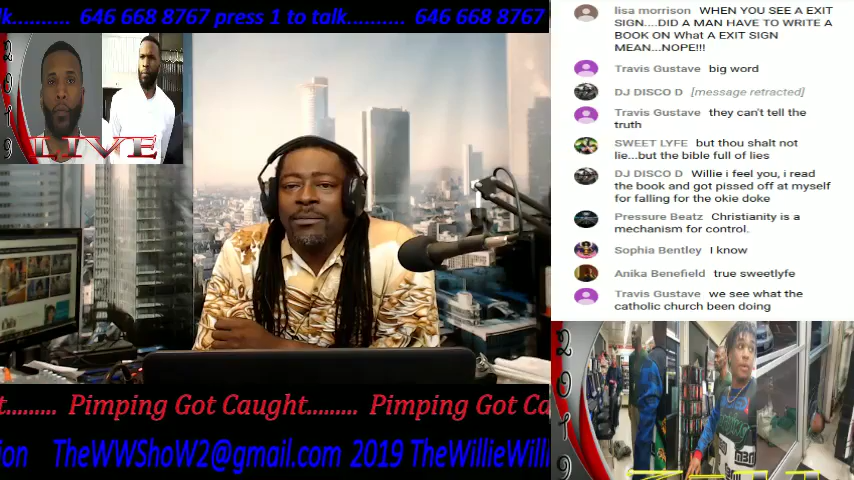 lk.......... 646 668 8767 press 1 to talk.......... 646 668 8767
2019
LIVE
lisa morrison WHEN YOU SEE A EXIT
SIGN....DID A MAN HAVE TO WRITE A
BOOK ON WHat A EXIT SIGN
MEAN...NOPE!!!
Travis Gustave big word
DJ DISCO D [message retracted]
Travis Gustave they can't tell the
truth
SWEET LYFE but thou shalt not
lie...but the bible full of lies
DJ DISCO D Willie i feel you, i read
the book and got pissed off at myself
for falling for the okie doke
Pressure Beatz Christianity is a
mechanism for control.
Sophia Bentley I know
Anika Benefield true sweetlyfe
Travis Gustave we see what the
catholic church been doing
2019
t......... Pimping Got Caught......... Pimping Got Ca
ion TheWWShoW2@gmail.com 2019 TheWillieWilli